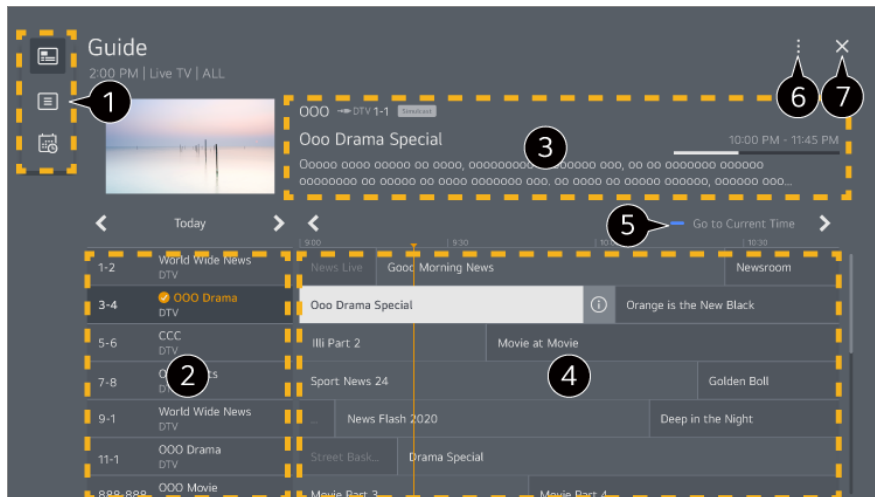 Guide
2:00 PM | Live TV | ALL
1
6
7
OOO DTV 1-1 Simulcast
Ooo Drama Special
3
10:00 PM - 11:45 PM
Today
5
Go to Current Time
9:00
9:30
10:30
1-2 World Wide News
DTV
News Live
Good Morning News
Newsroom
3-4 OOO Drama
DTV
Ooo Drama Special
Orange is the New Black
5-6 CCC
DTV
Illi Part 2
Movie at Movie
7-8
2
Sport News 24
4
Golden Boll
9-1 World Wide News
DTV
... News Flash 2020
Deep in the Night
11-1 OOO Drama
DTV
Street Bask...
Drama Special
888-888 OOO Movie
Movie Part 3
Movie Part 4